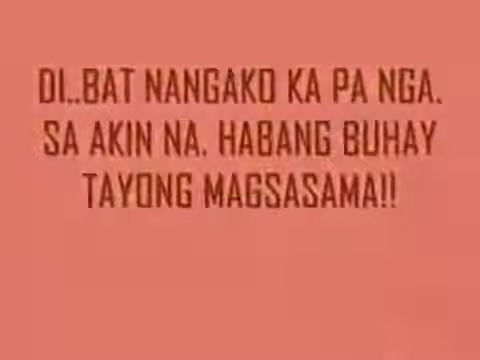 DI..BAT NANGAKO KA PA NGA.
SA AKIN NA. HABANG BUHAY
TAYONG MAGSASAMA!!